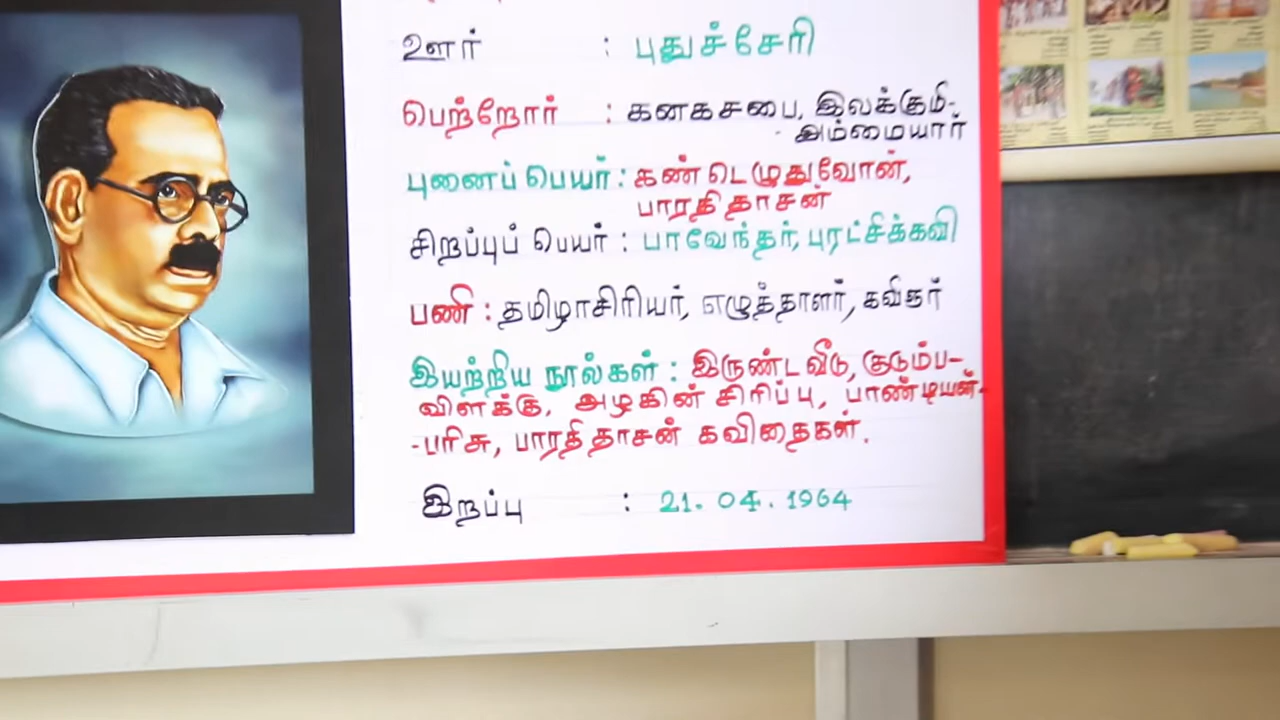 ஊர் : புதுச்சேரி
பெற்றோர் : கனகசபை, இலக்குமி-
அம்மையார்
புனைப் பெயர் : கண்டெழுதுவோன்,
பாரதிதாசன்
சிறப்புப் பெயர் : பாவேந்தர், புரட்சிக்கவி
பணி : தமிழாசிரியர், எழுத்தாளர், கவிஞர்
இயற்றிய நூல்கள் : இருண்டவீடு, குடும்ப-
விளக்கு, அழகின் சிரிப்பு, பாண்டியன்-
-பரிசு, பாரதிதாசன் கவிதைகள்.
இறப்பு : 21. 04. 1964